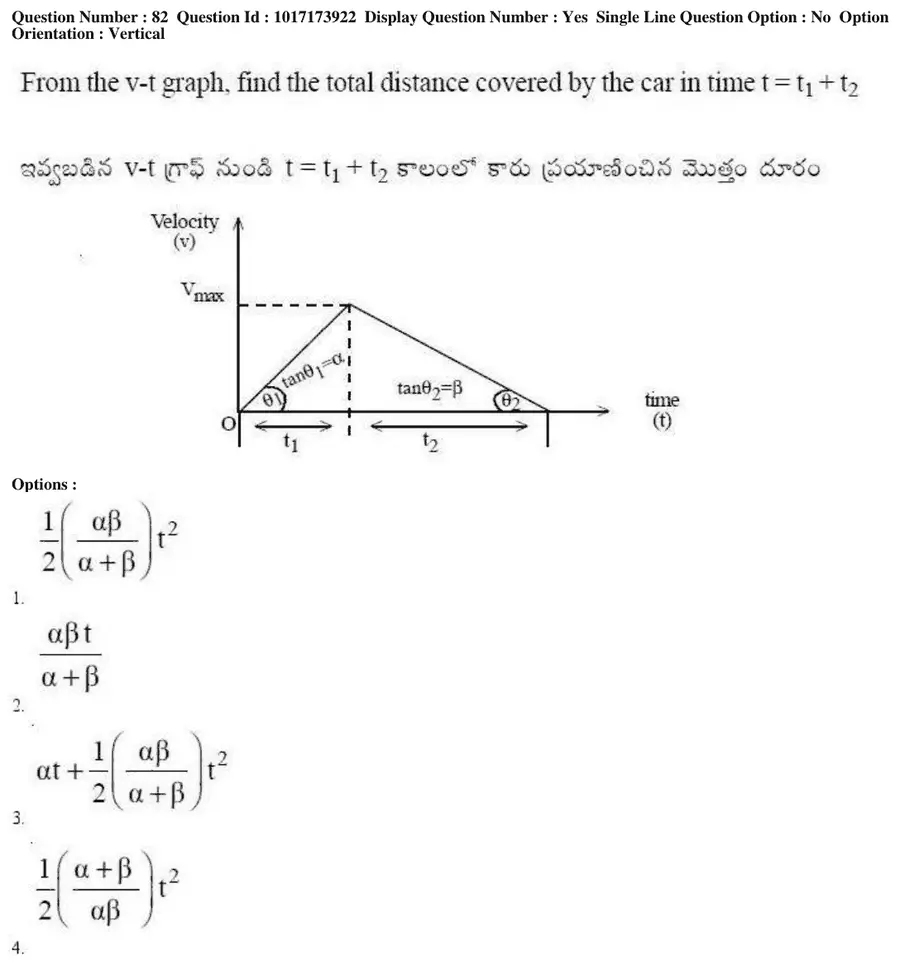 Question Number : 82 Question Id : 1017173922 Display Question Number : Yes Single Line Question Option : No Option
Orientation : Vertical
From the v-t graph, find the total distance covered by the car in time t = t₁ + t₂
ఇవ్వబడిన v-t గ్రాఫ్ నుండి t = t₁ + t₂ కాలంలో కారు ప్రయాణించిన మొత్తం దూరం
Velocity
(v)
Vmax
tanθ₁=α
θ₁
tanθ₂=β
θ₂
time
(t)
O
t₁
t₂
Options :
1/2 (αβ/(α + β)) t²
1.
αβt/(α + β)
2.
αt + 1/2 (αβ/(α + β)) t²
3.
1/2 ((α + β)/αβ) t²
4.